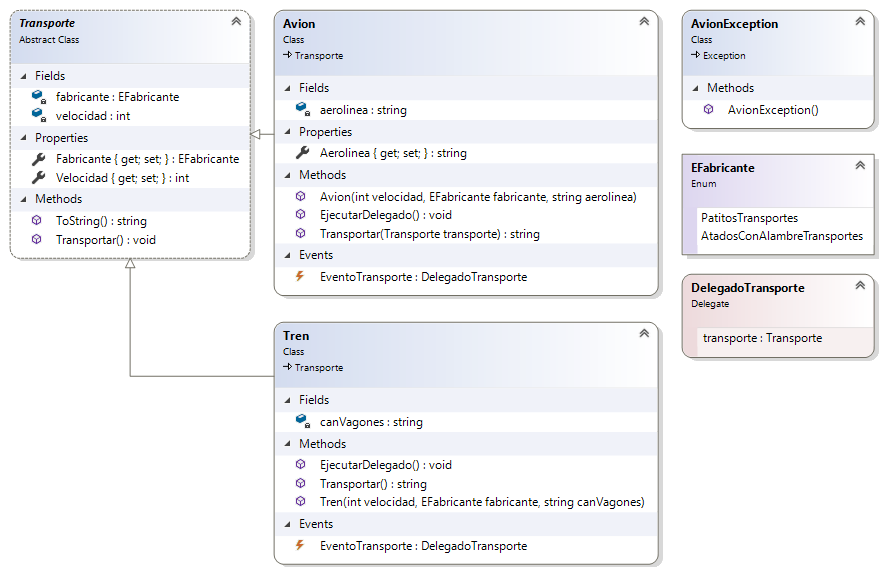 Transporte
Abstract Class
Fields
fabricante : EFabricante
velocidad : int
Properties
Fabricante { get; set; } : EFabricante
Velocidad { get; set; } : int
Methods
ToString() : string
Transportar() : void
Avion
Class
Transporte
Fields
aerolinea : string
Properties
Aerolinea { get; set; } : string
Methods
Avion(int velocidad, EFabricante fabricante, string aerolinea)
EjecutarDelegado() : void
Transportar(Transporte transporte) : string
Events
EventoTransporte : DelegadoTransporte
Tren
Class
Transporte
Fields
canVagones : string
Methods
EjecutarDelegado() : void
Transportar() : string
Tren(int velocidad, EFabricante fabricante, string canVagones)
Events
EventoTransporte : DelegadoTransporte
AvionException
Class
Exception
Methods
AvionException()
EFabricante
Enum
PatitosTransportes
AtadosConAlambreTransportes
DelegadoTransporte
Delegate
transporte : Transporte